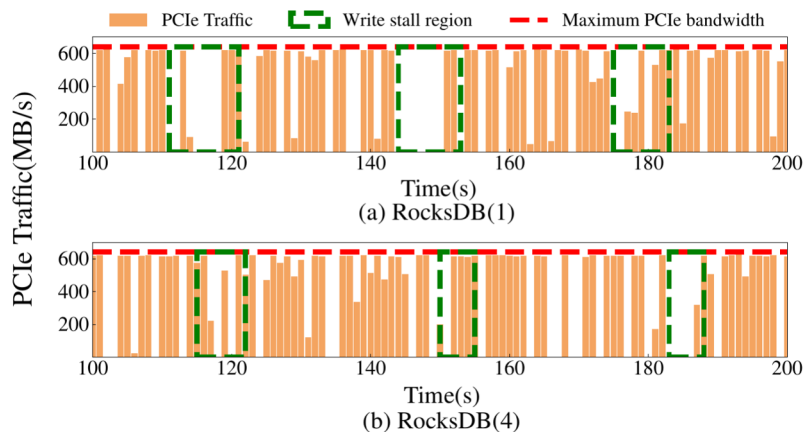 PCIe Traffic Write stall region Maximum PCIe bandwidth
PCIe Traffic(MB/s)
600
400
200
100 120 140 160 180 200
Time(s)
(a) RocksDB(1)
600
400
200
100 120 140 160 180 200
Time(s)
(b) RocksDB(4)